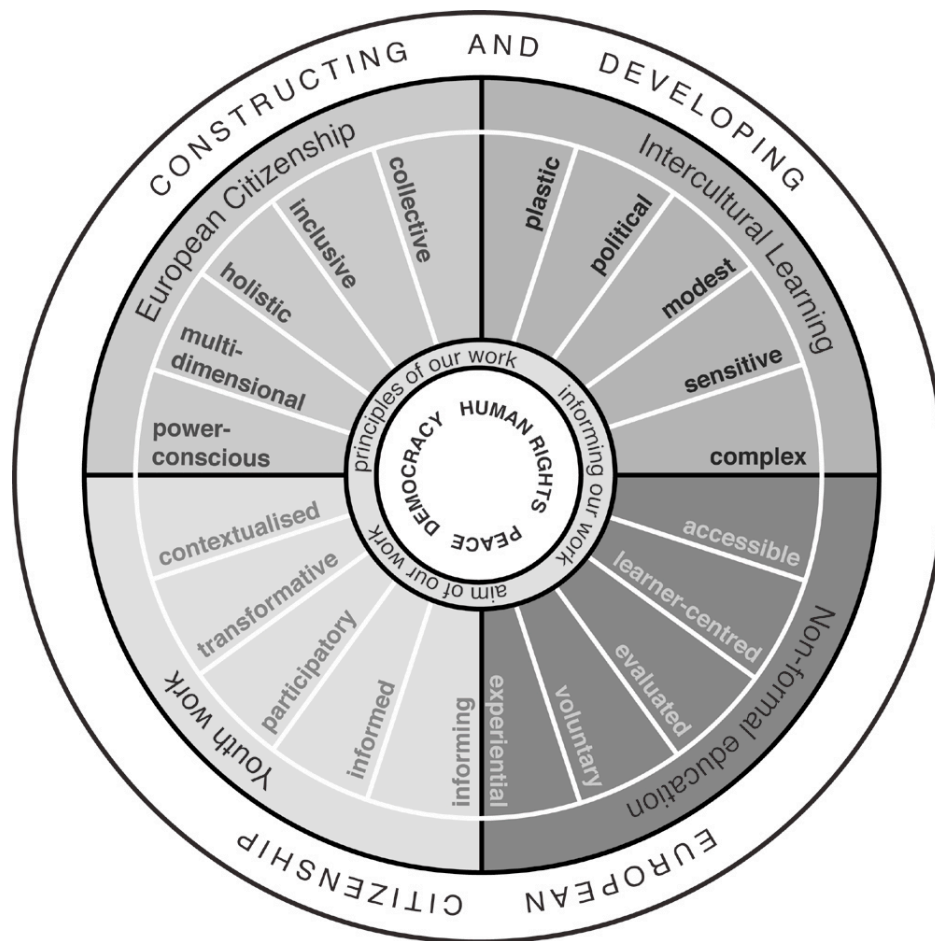 CONSTRUCTING AND DEVELOPING
EUROPEAN CITIZENSHIP
European Citizenship
collective
inclusive
holistic
multi-
dimensional
power-
conscious
Intercultural Learning
plastic
political
modest
sensitive
complex
Non-formal education
accessible
learner-centred
evaluated
voluntary
experiential
Youth work
informing
informed
participatory
transformative
contextualised
principles of our work
informing our work
aim of our work
HUMAN RIGHTS
PEACE
DEMOCRACY